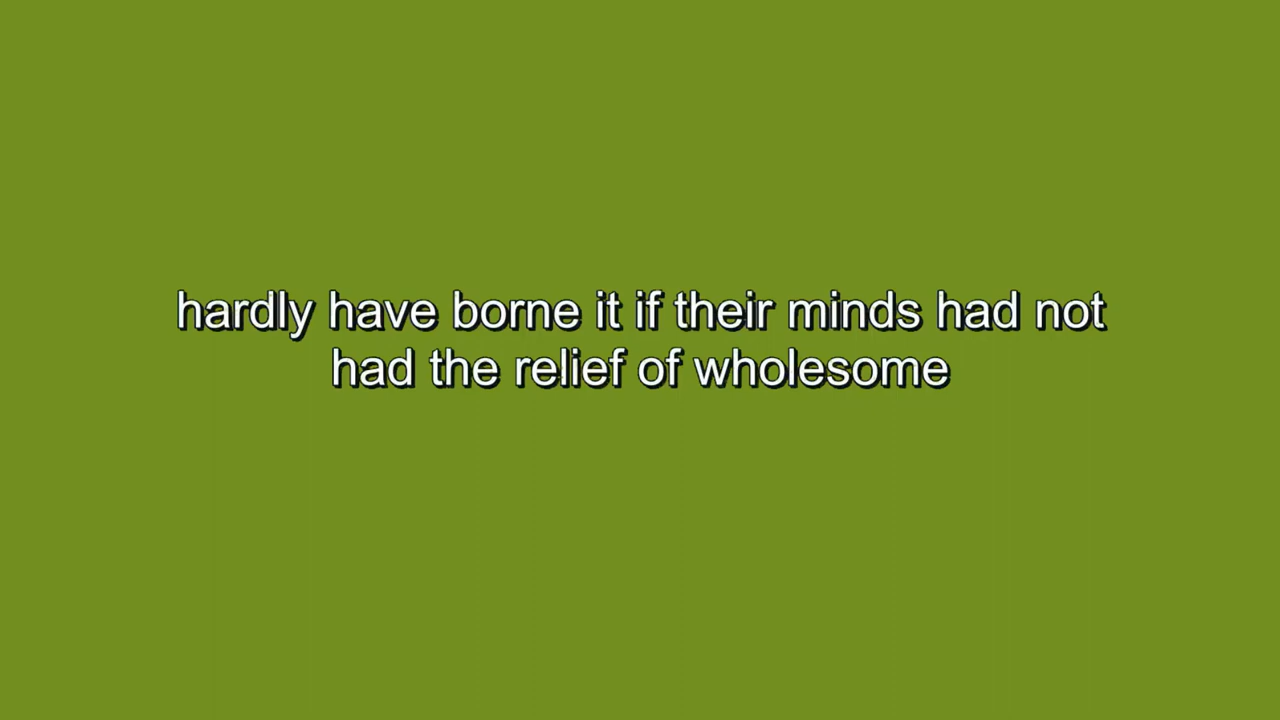 hardly have borne it if their minds had not
had the relief of wholesome